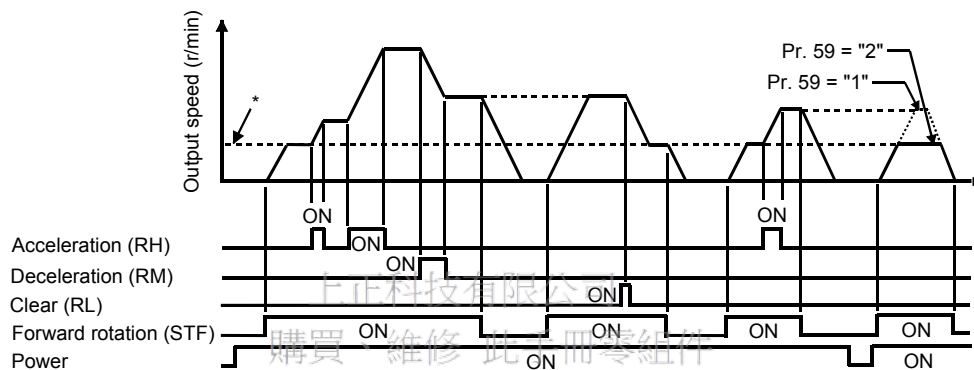 Output speed (r/min)
*
Pr. 59 = "2"
Pr. 59 = "1"
ON
ON
Acceleration (RH)
ON
Deceleration (RM)
ON
Clear (RL)
ON
Forward rotation (STF)
ON
ON
ON
ON
Power
ON
ON
上正科技有限公司
購買、維修 此手冊零組件